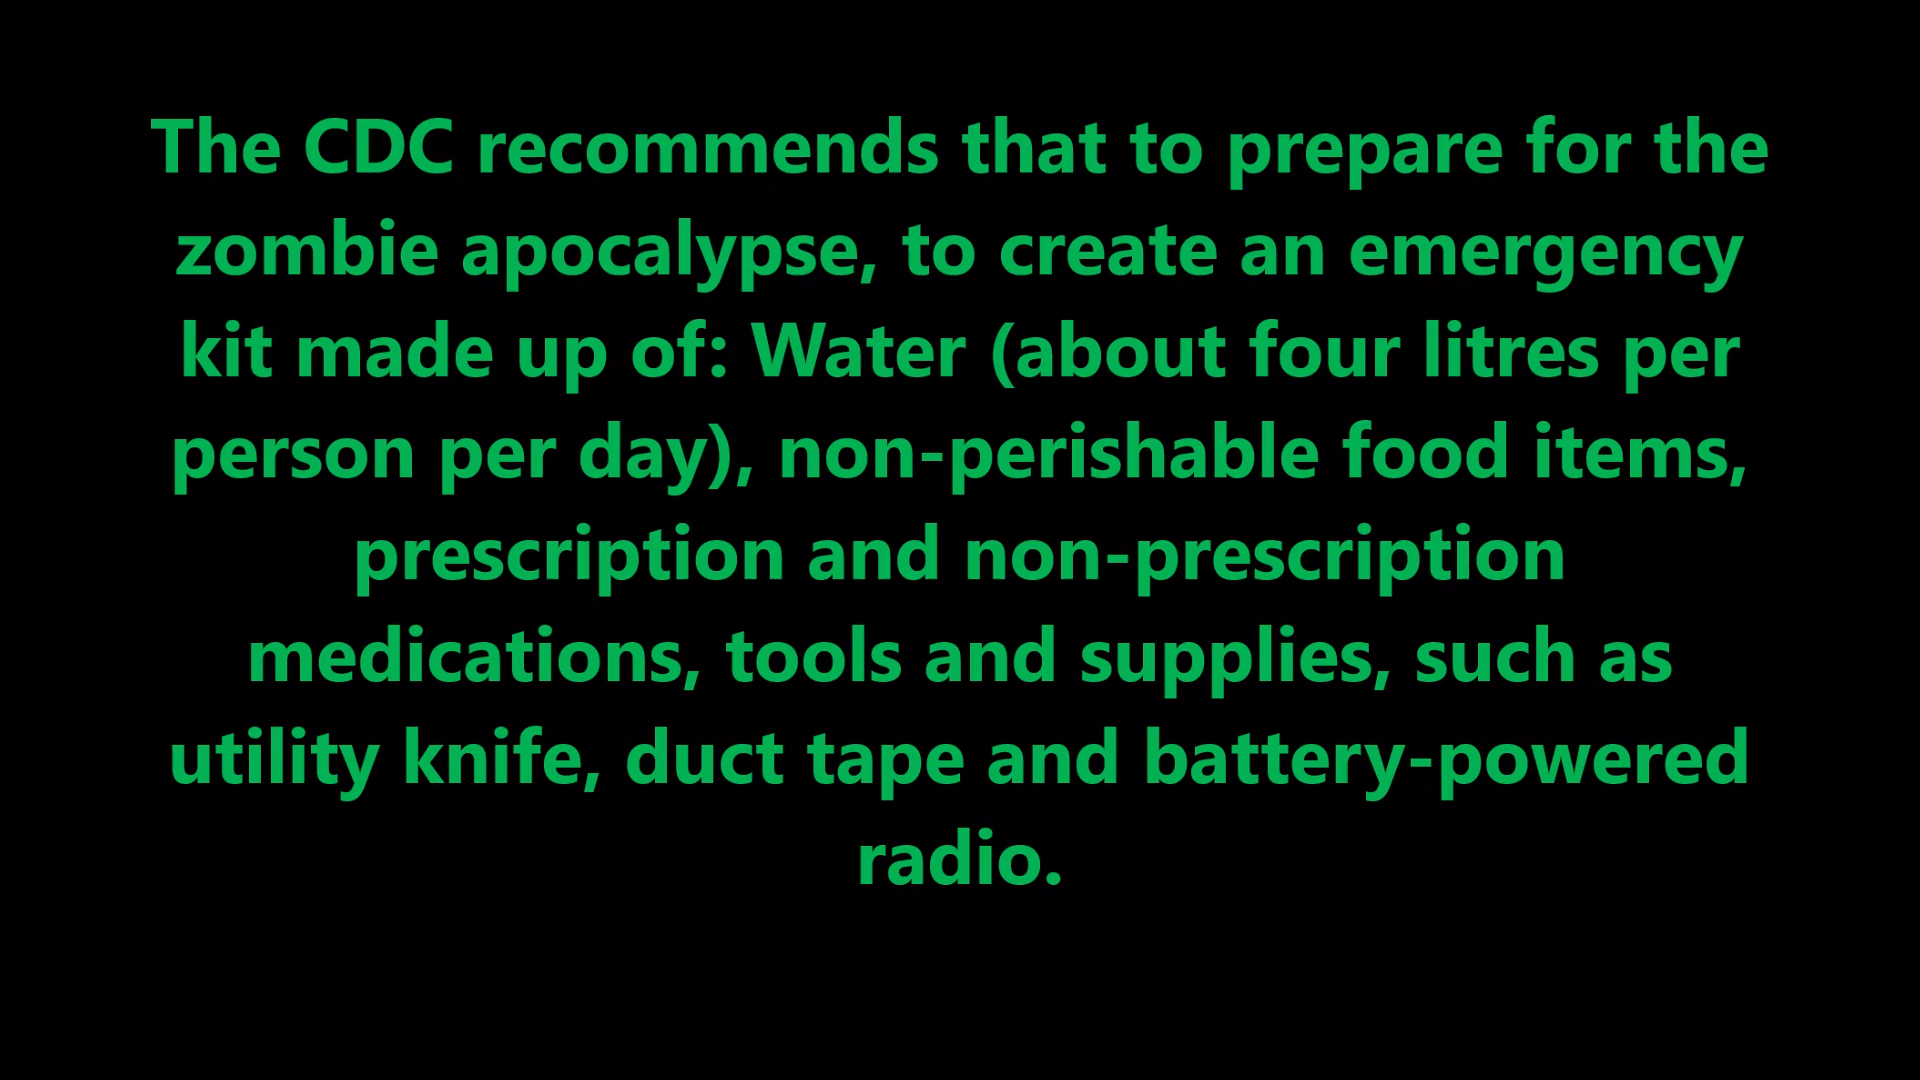 The CDC recommends that to prepare for the
zombie apocalypse, to create an emergency
kit made up of: Water (about four litres per
person per day), non-perishable food items,
prescription and non-prescription
medications, tools and supplies, such as
utility knife, duct tape and battery-powered
radio.